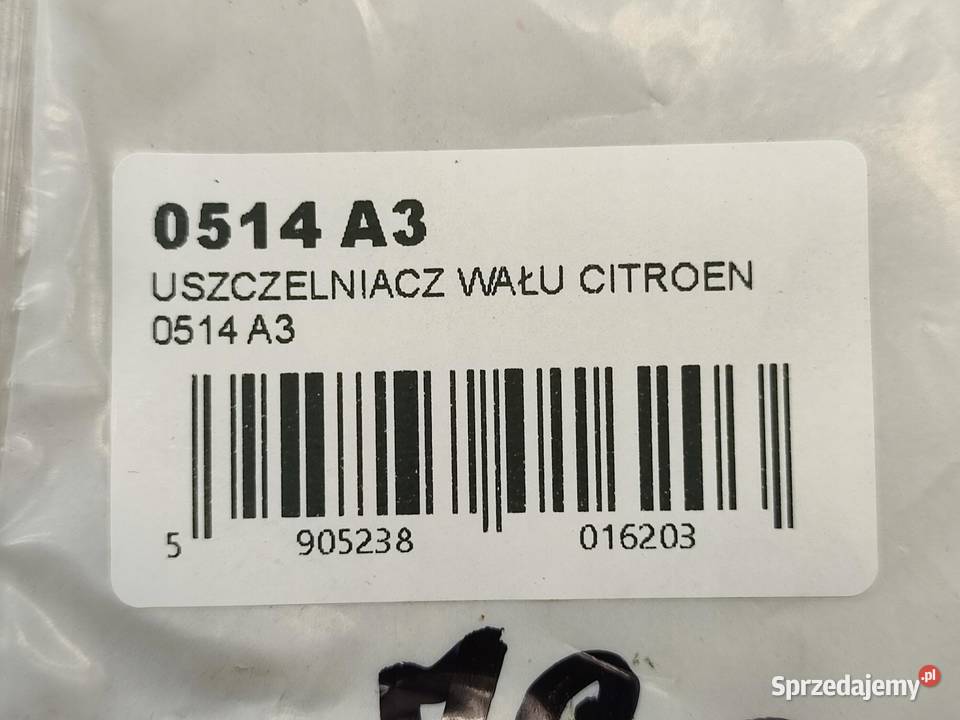 0514 A3
USZCZELNIACZ WAŁU CITROEN
0514 A3
5 905238 016203
Sprzedajemy.pl